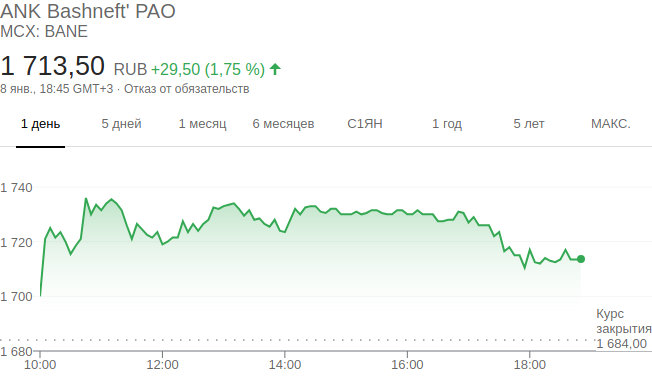 ANK Bashneft' PAO
MCX: BANE
1 713,50 RUB +29,50 (1,75 %)
8 янв., 18:45 GMT+3 · Отказ от обязательств
1 день 5 дней 1 месяц 6 месяцев С1ЯН 1 год 5 лет МАКС.
1 740
1 720
1 700
Курс
закрытия
1 684,00
1 680
10:00 12:00 14:00 16:00 18:00